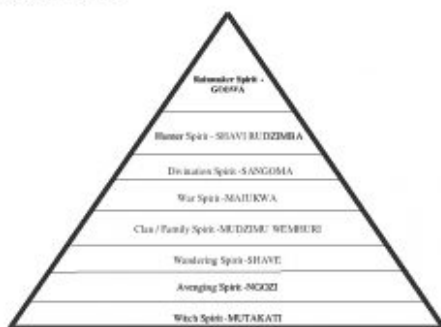 Rainmaker Spirit -
GOBWA
Hunter Spirit - SHAVI RUDZIMBA
Divination Spirit -SANGOMA
War Spirit -MAJUKWA
Clan / Family Spirit -MUDZIMU WEMHURI
Wandering Spirit -SHAVE
Avenging Spirit -NGOZI
Witch Spirit -MUTAKATI